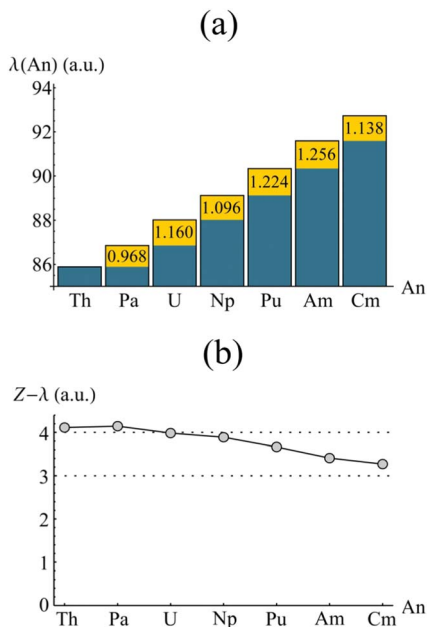 (a)
λ(An) (a.u.)
94
92
90
88
86
0.968
1.160
1.096
1.224
1.256
1.138
Th Pa U Np Pu Am Cm An
(b)
Z−λ (a.u.)
4
3
2
1
0
Th Pa U Np Pu Am Cm An